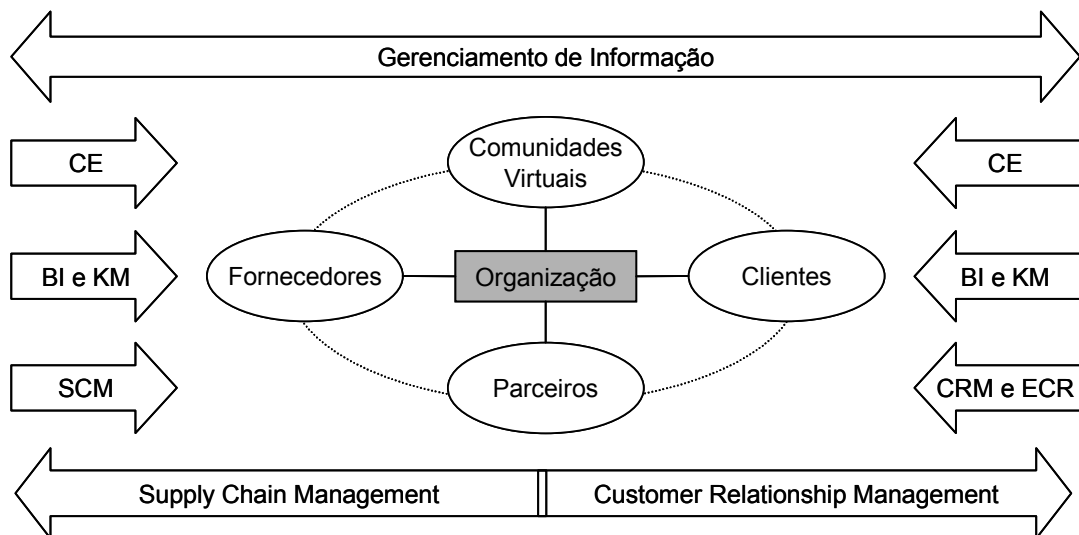 Gerenciamento de Informação
CE
Comunidades
Virtuais
CE
BI e KM
Fornecedores
Organização
Clientes
BI e KM
SCM
Parceiros
CRM e ECR
Supply Chain Management
Customer Relationship Management